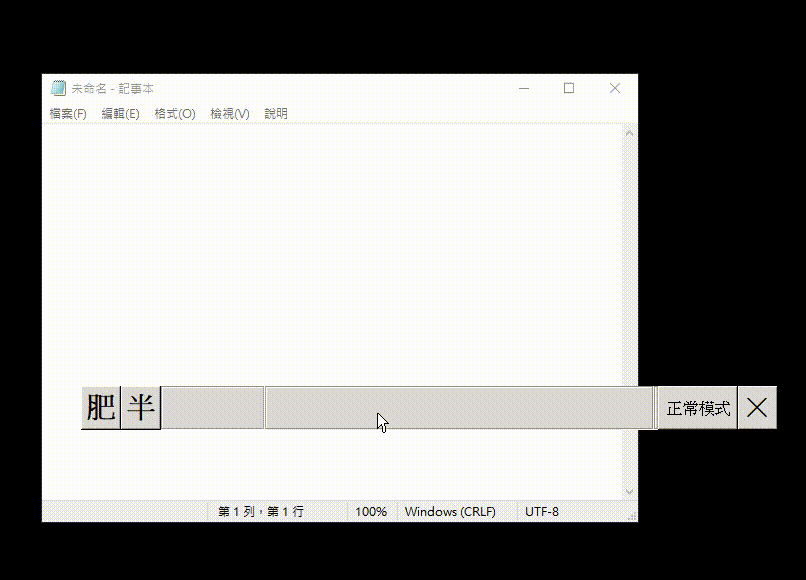 未命名 - 記事本
檔案(F) 編輯(E) 格式(O) 檢視(V) 說明
肥 半 正常模式
第 1 列，第 1 行 100% Windows (CRLF) UTF-8